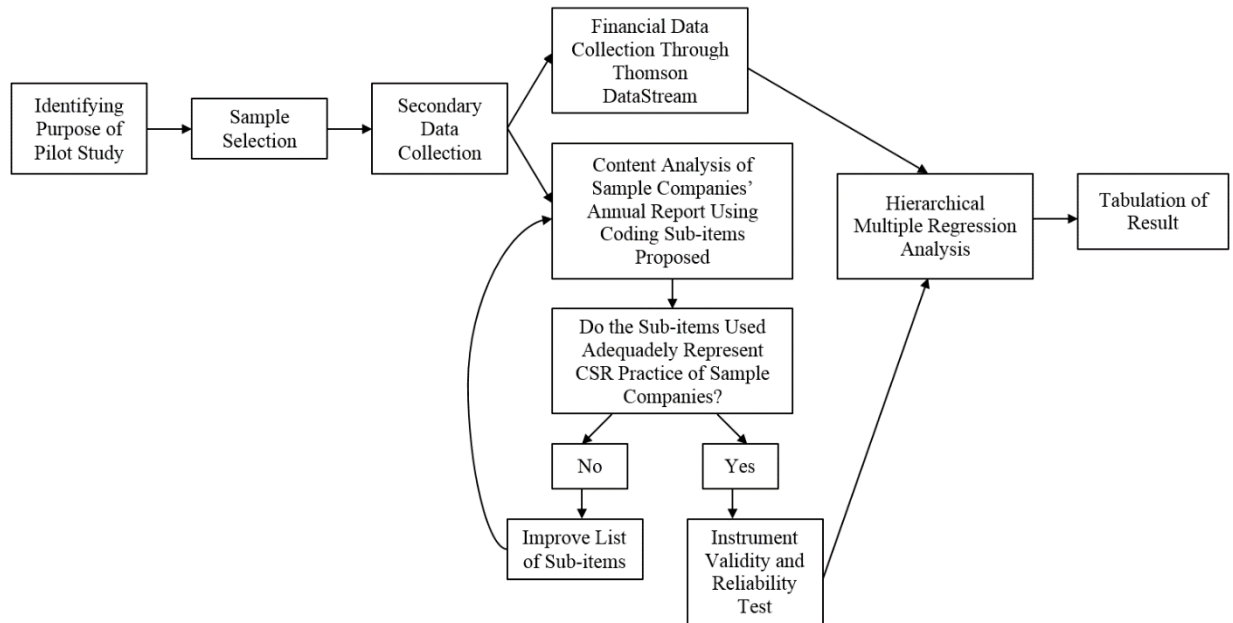 Identifying
Purpose of
Pilot Study
Sample
Selection
Secondary
Data
Collection
Financial Data
Collection Through
Thomson
DataStream
Content Analysis of
Sample Companies’
Annual Report Using
Coding Sub-items
Proposed
Do the Sub-items Used
Adequadely Represent
CSR Practice of Sample
Companies?
No
Yes
Improve List
of Sub-items
Instrument
Validity and
Reliability
Test
Hierarchical
Multiple Regression
Analysis
Tabulation of
Result